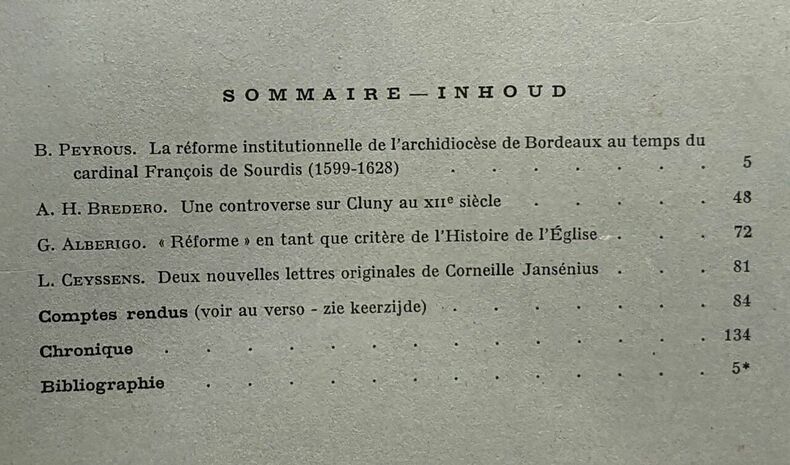 SOMMAIRE — INHOUD
B. PEYROUS. La réforme institutionnelle de l'archidiocèse de Bordeaux au temps du
cardinal François de Sourdis (1599-1628) . . . . . . . 5
A. H. BREDERO. Une controverse sur Cluny au XIIe siècle . . . . . 48
G. ALBERIGO. « Réforme » en tant que critère de l'Histoire de l'Église . . . 72
L. CEYSSENS. Deux nouvelles lettres originales de Corneille Jansénius . . . 81
Comptes rendus (voir au verso - zie keerzijde) . . . . . . . 84
Chronique . . . . . . . . . . . . . . 134
Bibliographie . . . . . . . . . . . . . 5*